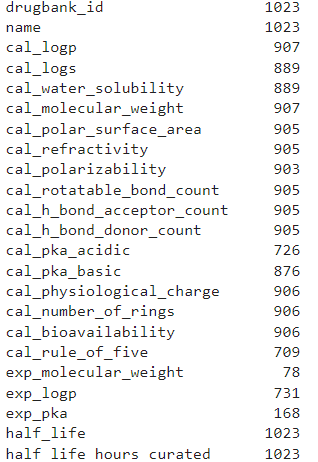 drugbank_id 1023
name 1023
cal_logp 907
cal_logs 889
cal_water_solubility 889
cal_molecular_weight 907
cal_polar_surface_area 905
cal_refractivity 905
cal_polarizability 903
cal_rotatable_bond_count 905
cal_h_bond_acceptor_count 905
cal_h_bond_donor_count 905
cal_pka_acidic 726
cal_pka_basic 876
cal_physiological_charge 906
cal_number_of_rings 906
cal_bioavailability 906
cal_rule_of_five 709
exp_molecular_weight 78
exp_logp 731
exp_pka 168
half_life 1023
half_life_hours_curated 1023